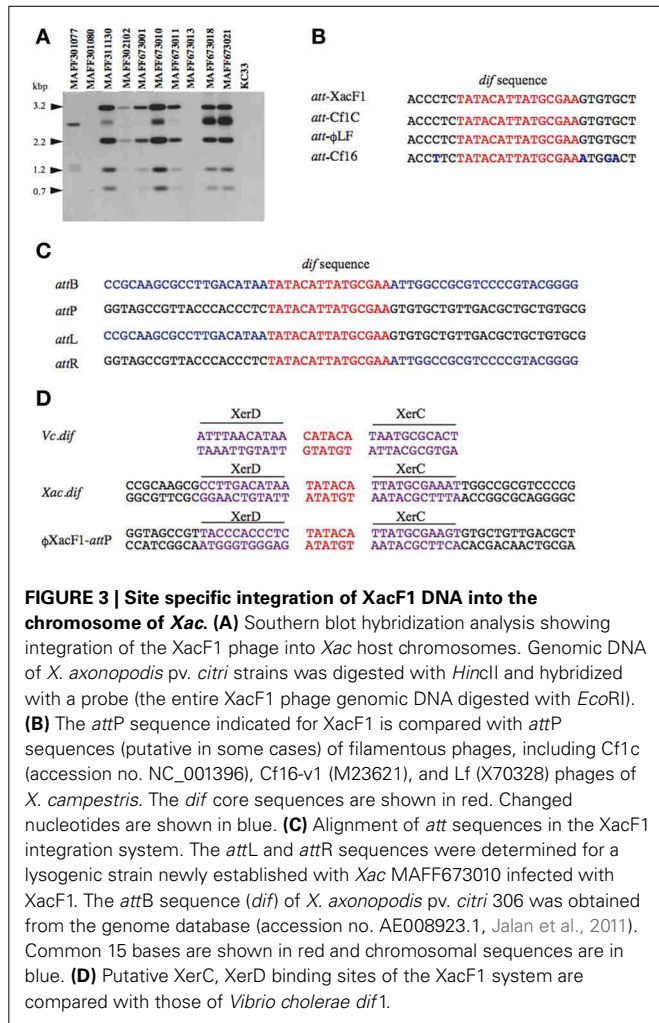 A
MAFF301077
MAFF301080
MAFF311130
MAFF302102
MAFF673001
MAFF673010
MAFF673011
MAFF673013
MAFF673018
MAFF673021
KC33
kbp
3.2
2.2
1.2
0.7
B
dif sequence
att-XacF1 ACCCTCTATACATTATGCGAAGTGTGCT
att-Cf1C ACCCTCTATACATTATGCGAAGTGTGCT
att-ϕLF ACCCTCTATACATTATGCGAAGTGTGCT
att-Cf16 ACCTTCTATACATTATGCGAAATGGACT
C
dif sequence
attB CCGCAAGCGCCTTGACATAATATACATTATGCGAAATTGGCCGCGTCCCCGTACGGGG
attP GGTAGCCGTTACCCACCCTCTATACATTATGCGAAGTGTGCTGTTGACGCTGCTGTGCG
attL CCGCAAGCGCCTTGACATAATATACATTATGCGAAGTGTGCTGTTGACGCTGCTGTGCG
attR GGTAGCCGTTACCCACCCTCTATACATTATGCGAAATTGGCCGCGTCCCCGTACGGGG
D
XerD XerC
Vc.dif ATTTAACATAA CATACA TAATGCGCACT
TAAATTGTATT GTATGT ATTACGCGTGA
XerD XerC
Xac.dif CCGCAAGCGCCTTGACATAA TATACA TTATGCGAAATTGGCCGCGTCCCCG
GGCGTTCGCGGAACTGTATT ATATGT AATACGCTTTAACCGGCGCAGGGGC
XerD XerC
ϕXacF1-attP GGTAGCCGTTACCCACCCTC TATACA TTATGCGAAGTGTGCTGTTGACGCT
CCATCGGCAATGGGTGGGAG ATATGT AATACGCTTCACACGACAACTGCGA
FIGURE 3 | Site specific integration of XacF1 DNA into the
chromosome of Xac. (A) Southern blot hybridization analysis showing
integration of the XacF1 phage into Xac host chromosomes. Genomic DNA
of X. axonopodis pv. citri strains was digested with HincII and hybridized
with a probe (the entire XacF1 phage genomic DNA digested with EcoRI).
(B) The attP sequence indicated for XacF1 is compared with attP
sequences (putative in some cases) of filamentous phages, including Cf1c
(accession no. NC_001396), Cf16-v1 (M23621), and Lf (X70328) phages of
X. campestris. The dif core sequences are shown in red. Changed
nucleotides are shown in blue. (C) Alignment of att sequences in the XacF1
integration system. The attL and attR sequences were determined for a
lysogenic strain newly established with Xac MAFF673010 infected with
XacF1. The attB sequence (dif) of X. axonopodis pv. citri 306 was obtained
from the genome database (accession no. AE008923.1, Jalan et al., 2011).
Common 15 bases are shown in red and chromosomal sequences are in
blue. (D) Putative XerC, XerD binding sites of the XacF1 system are
compared with those of Vibrio cholerae dif1.